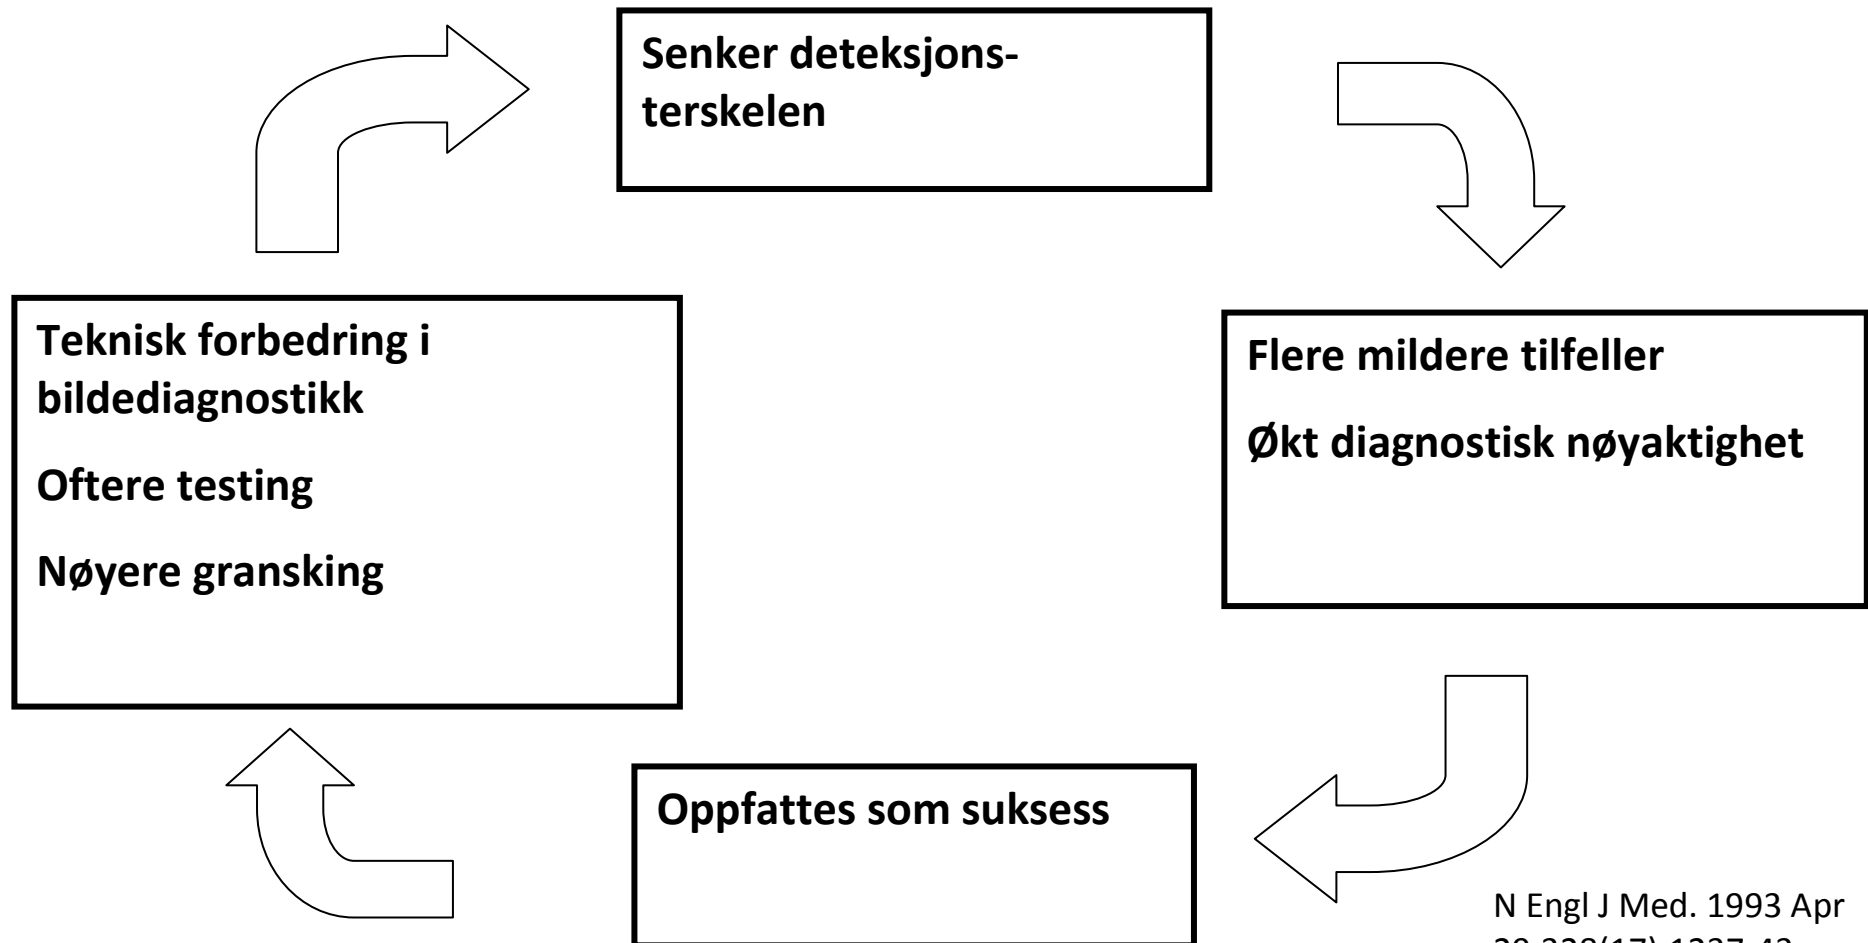 Senker deteksjons-
terskelen
Teknisk forbedring i
bildediagnostikk
Oftere testing
Nøyere gransking
Flere mildere tilfeller
Økt diagnostisk nøyaktighet
Oppfattes som suksess
N Engl J Med. 1993 Apr